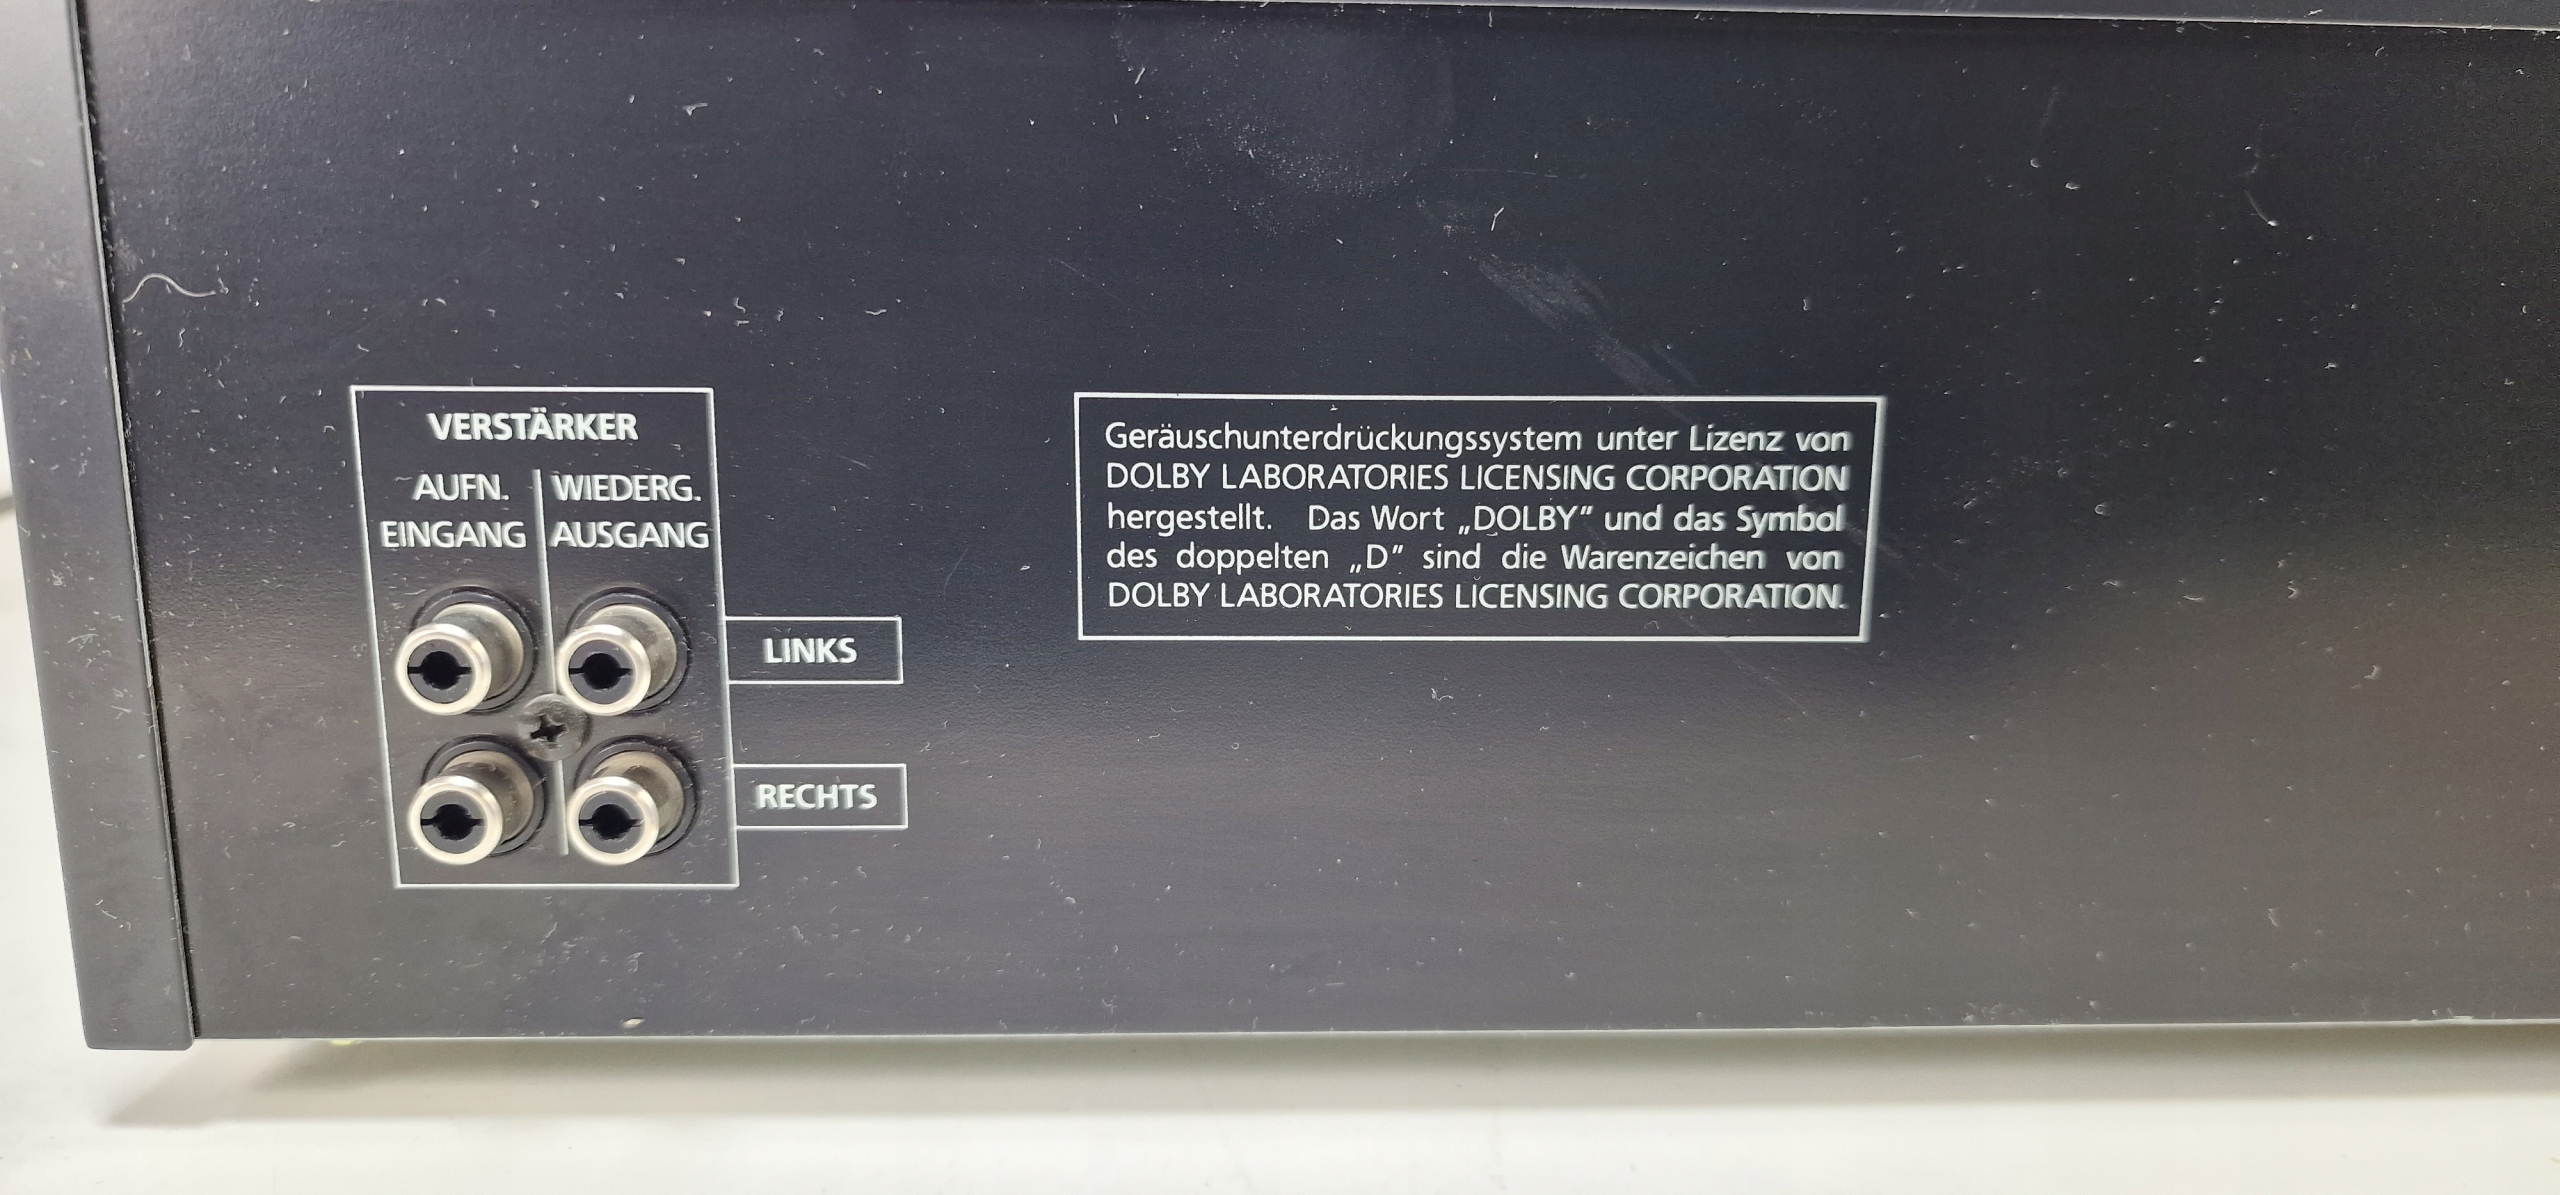 VERSTÄRKER
AUFN. WIEDERG.
EINGANG AUSGANG
LINKS
RECHTS
Geräuschunterdrückungssystem unter Lizenz von
DOLBY LABORATORIES LICENSING CORPORATION
hergestellt. Das Wort „DOLBY” und das Symbol
des doppelten „D” sind die Warenzeichen von
DOLBY LABORATORIES LICENSING CORPORATION.